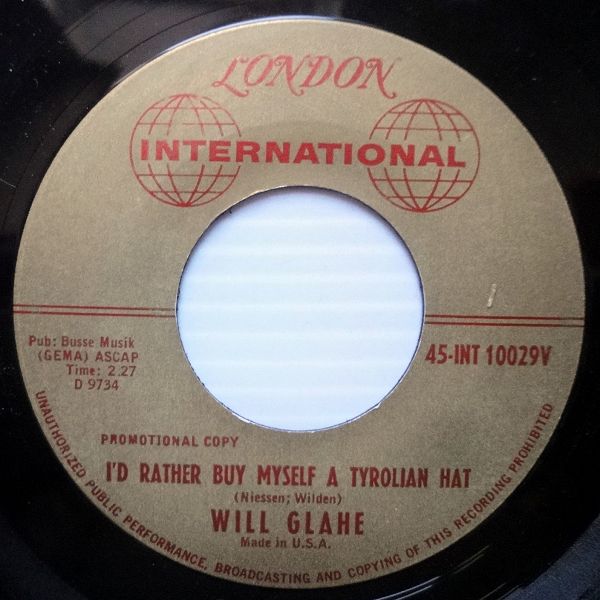 LONDON
INTERNATIONAL
Pub: Busse Musik
(GEMA) ASCAP
Time: 2.27
D 9734
45-INT 10029V
PROMOTIONAL COPY
I'D RATHER BUY MYSELF A TYROLIAN HAT
(Niessen; Wilden)
WILL GLAHE
Made in U.S.A.
UNAUTHORIZED PUBLIC PERFORMANCE, BROADCASTING AND COPYING OF THIS RECORDING PROHIBITED